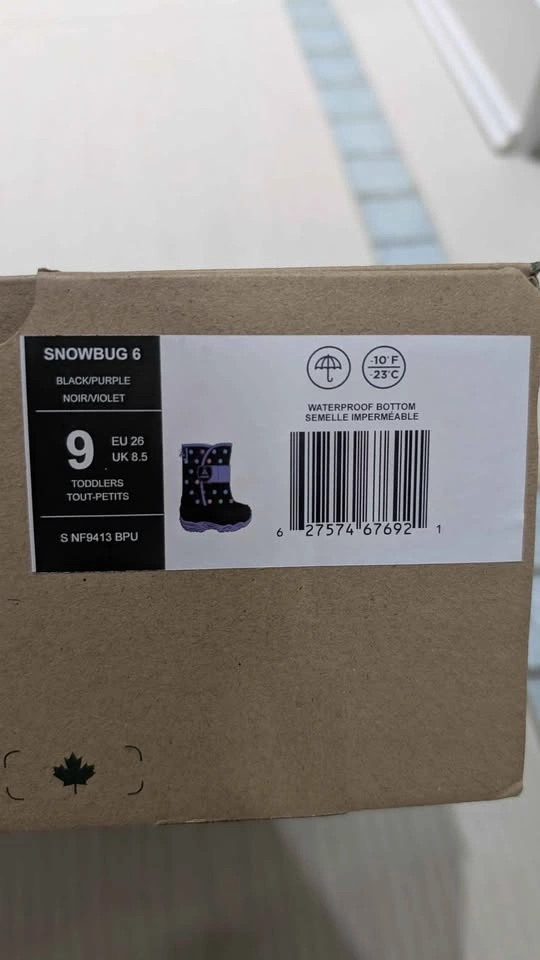 SNOWBUG 6
BLACK/PURPLE
NOIR/VIOLET
9
EU 26
UK 8.5
TODDLERS
TOUT-PETITS
S NF9413 BPU
-10°F
-23°C
WATERPROOF BOTTOM
SEMELLE IMPERMÉABLE
6 27574 67692 1